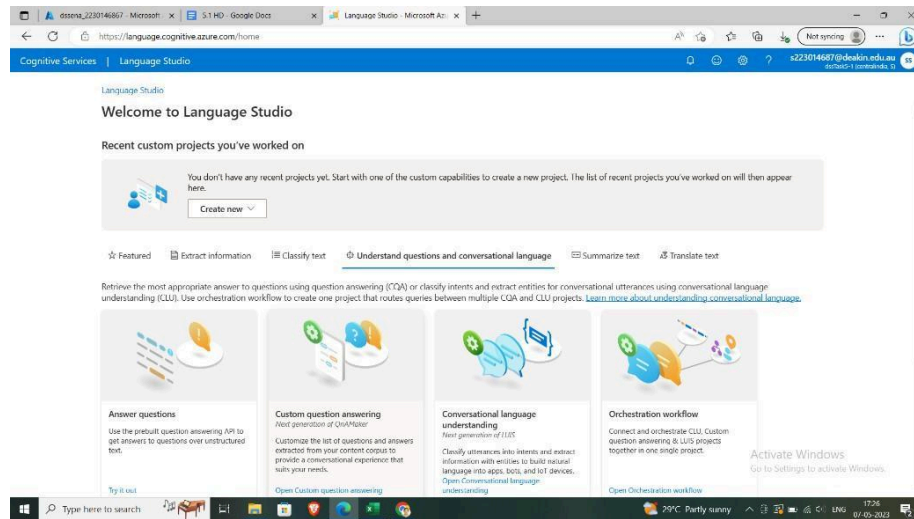 dssena_2230146867 - Microsoft
5.1 HD - Google Docs
Language Studio - Microsoft Az
https://language.cognitive.azure.com/home
Not syncing
Cognitive Services | Language Studio
s223014687@deakin.edu.au
SS
Language Studio
Welcome to Language Studio
Recent custom projects you've worked on
You don't have any recent projects yet. Start with one of the custom capabilities to create a new project. The list of recent projects you've worked on will then appear
here.
Create new
Featured Extract information Classify text Understand questions and conversational language Summarize text Translate text
Retrieve the most appropriate answer to questions using question answering (CQA) or classify intents and extract entities for conversational utterances using conversational language
understanding (CLU). Use orchestration workflow to create one project that routes queries between multiple CQA and CLU projects. Learn more about understanding conversational language.
Answer questions
Use the prebuilt question answering API to
get answers to questions over unstructured
text.
Try it out
Custom question answering
Next generation of QnAMaker
Customize the list of questions and answers
extracted from your content corpus to
provide a conversational experience that
suits your needs.
Open Custom question answering
Conversational language
understanding
Next generation of LUIS
Classify utterances into intents and extract
information with entities to build natural
language into apps, bots, and IoT devices.
Open Conversational language
understanding
Orchestration workflow
Connect and orchestrate CLU, Custom
question answering & LUIS projects
together in one single project.
Open Orchestration workflow
Activate Windows
Go to Settings to activate Windows.
Type here to search
29°C Partly sunny
ENG
17:26
07-05-2023